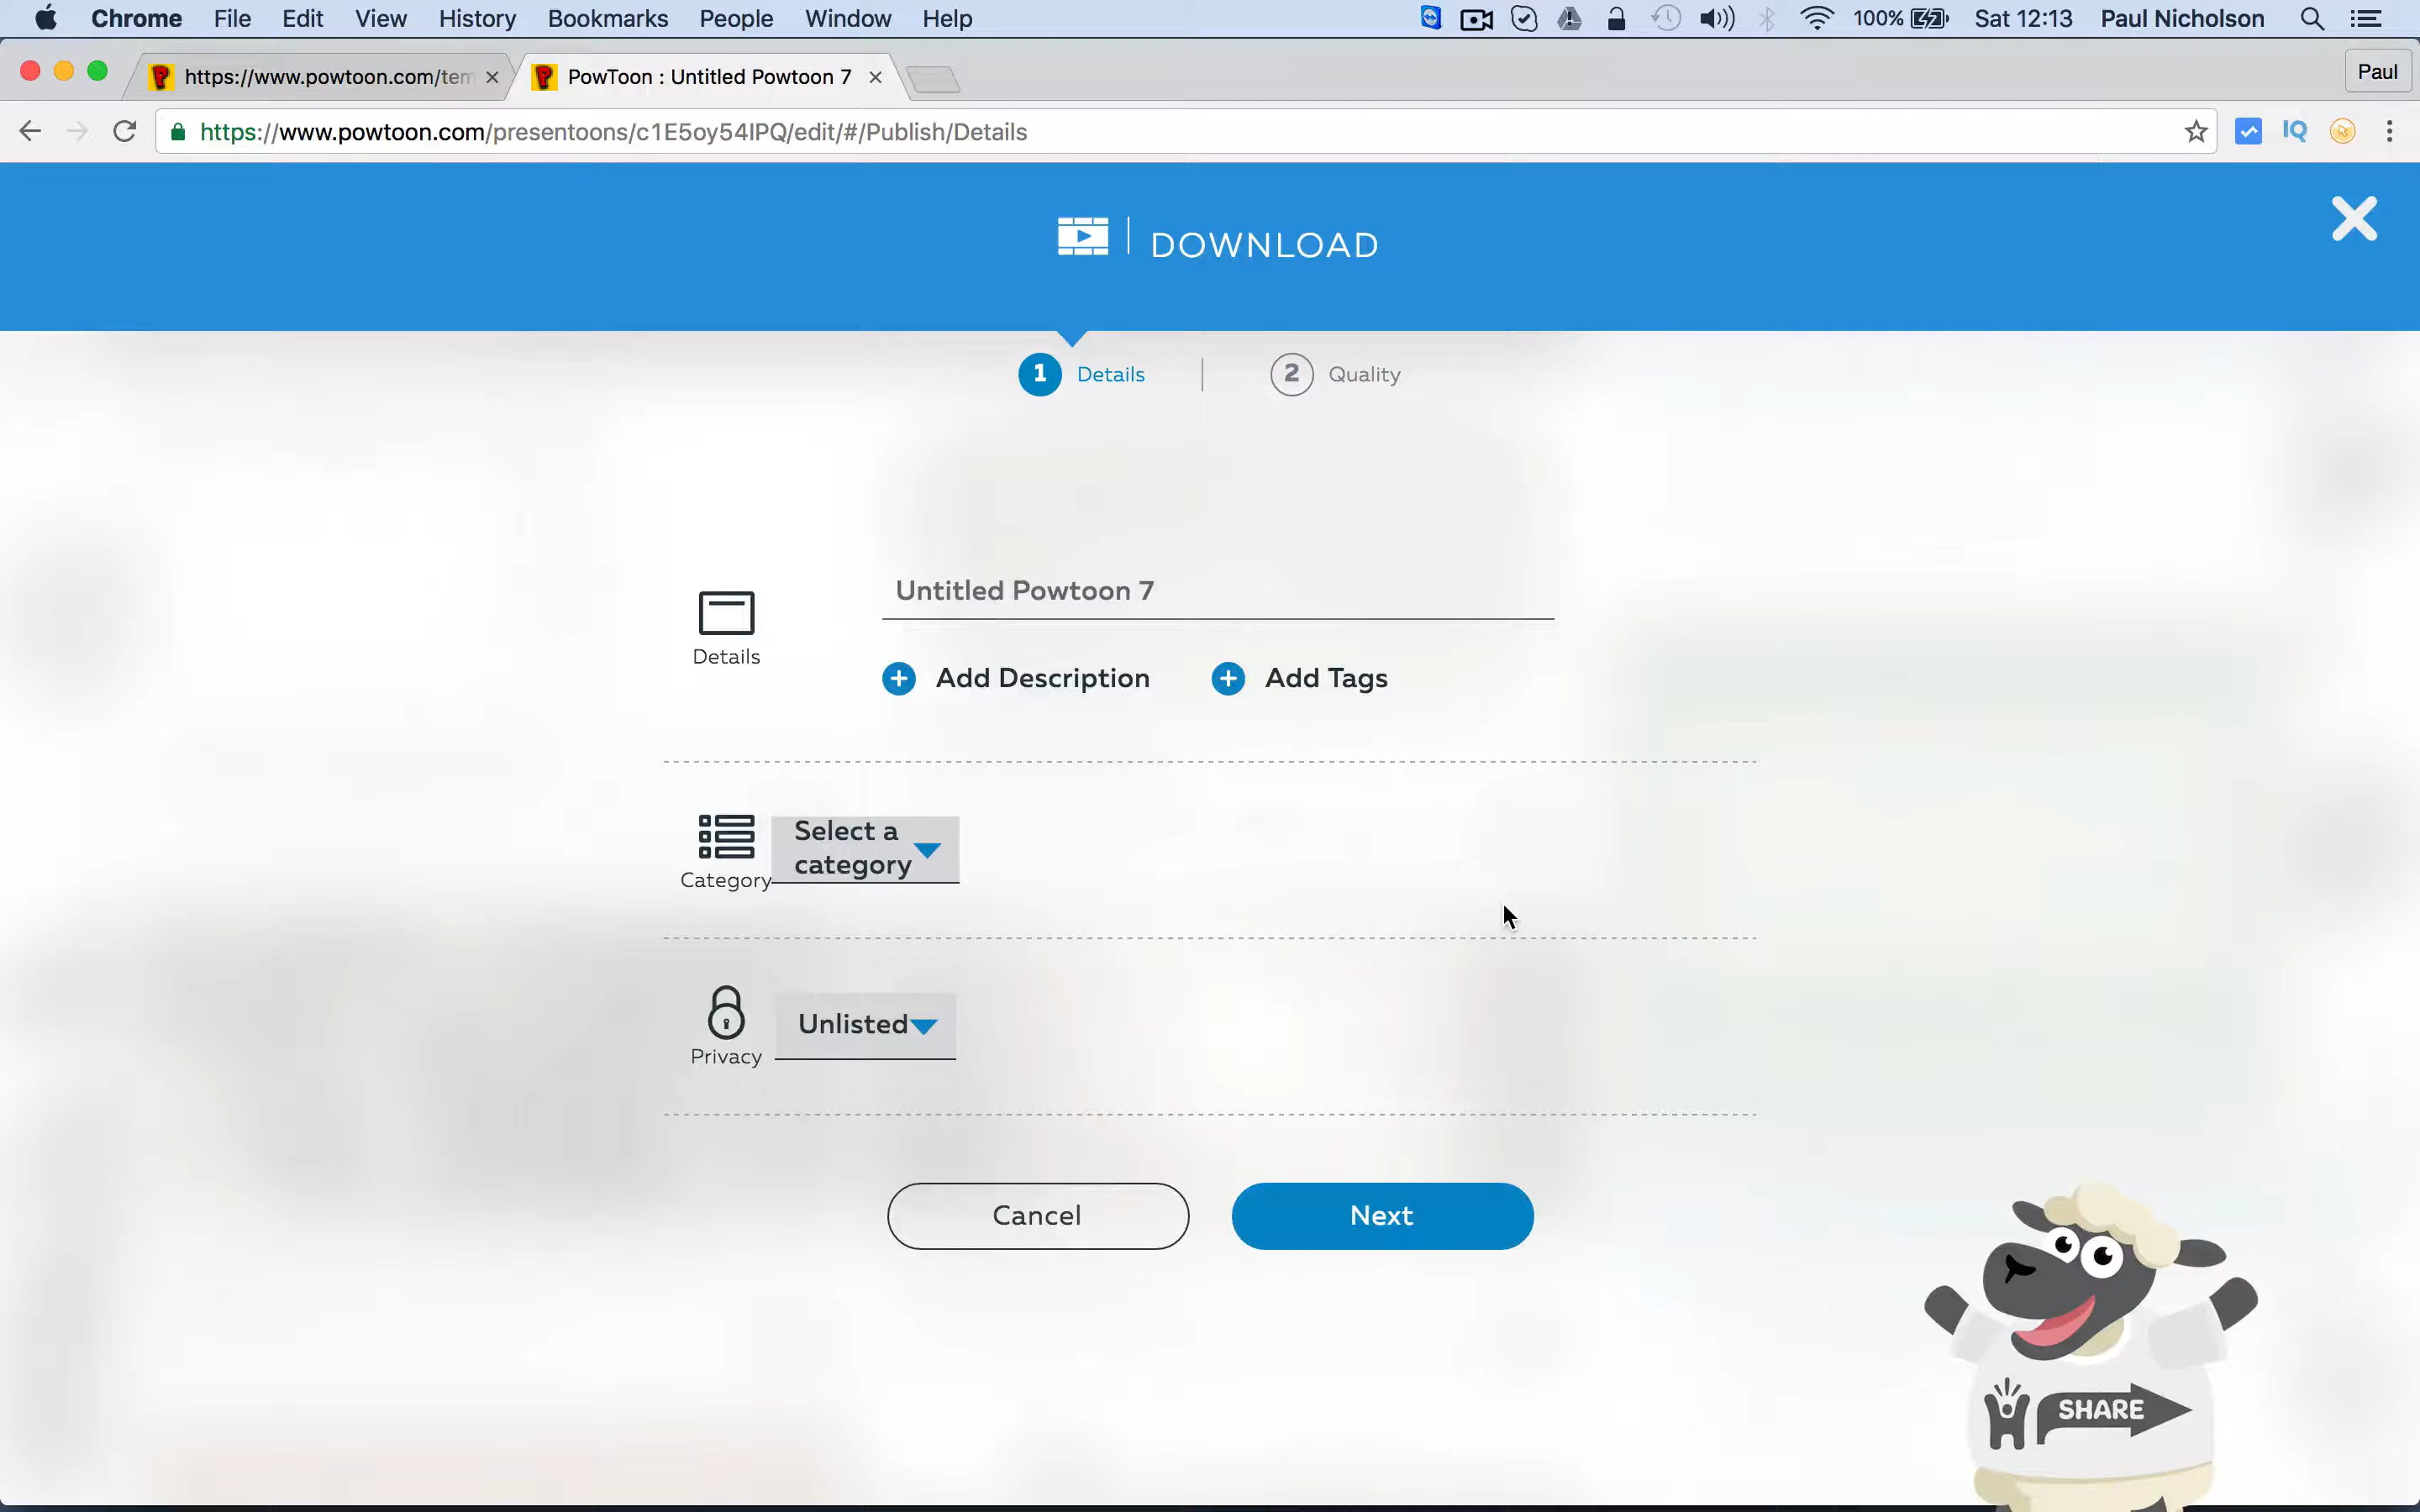 Chrome File Edit View History Bookmarks People Window Help 100% Sat 12:13 Paul Nicholson
https://www.powtoon.com/tem PowToon : Untitled Powtoon 7 Paul
https://www.powtoon.com/presentoons/c1E5oy54IPQ/edit/#/Publish/Details IQ
DOWNLOAD
1 Details 2 Quality
Untitled Powtoon 7
Details
Add Description Add Tags
Select a
category
Category
Unlisted
Privacy
Cancel Next
SHARE